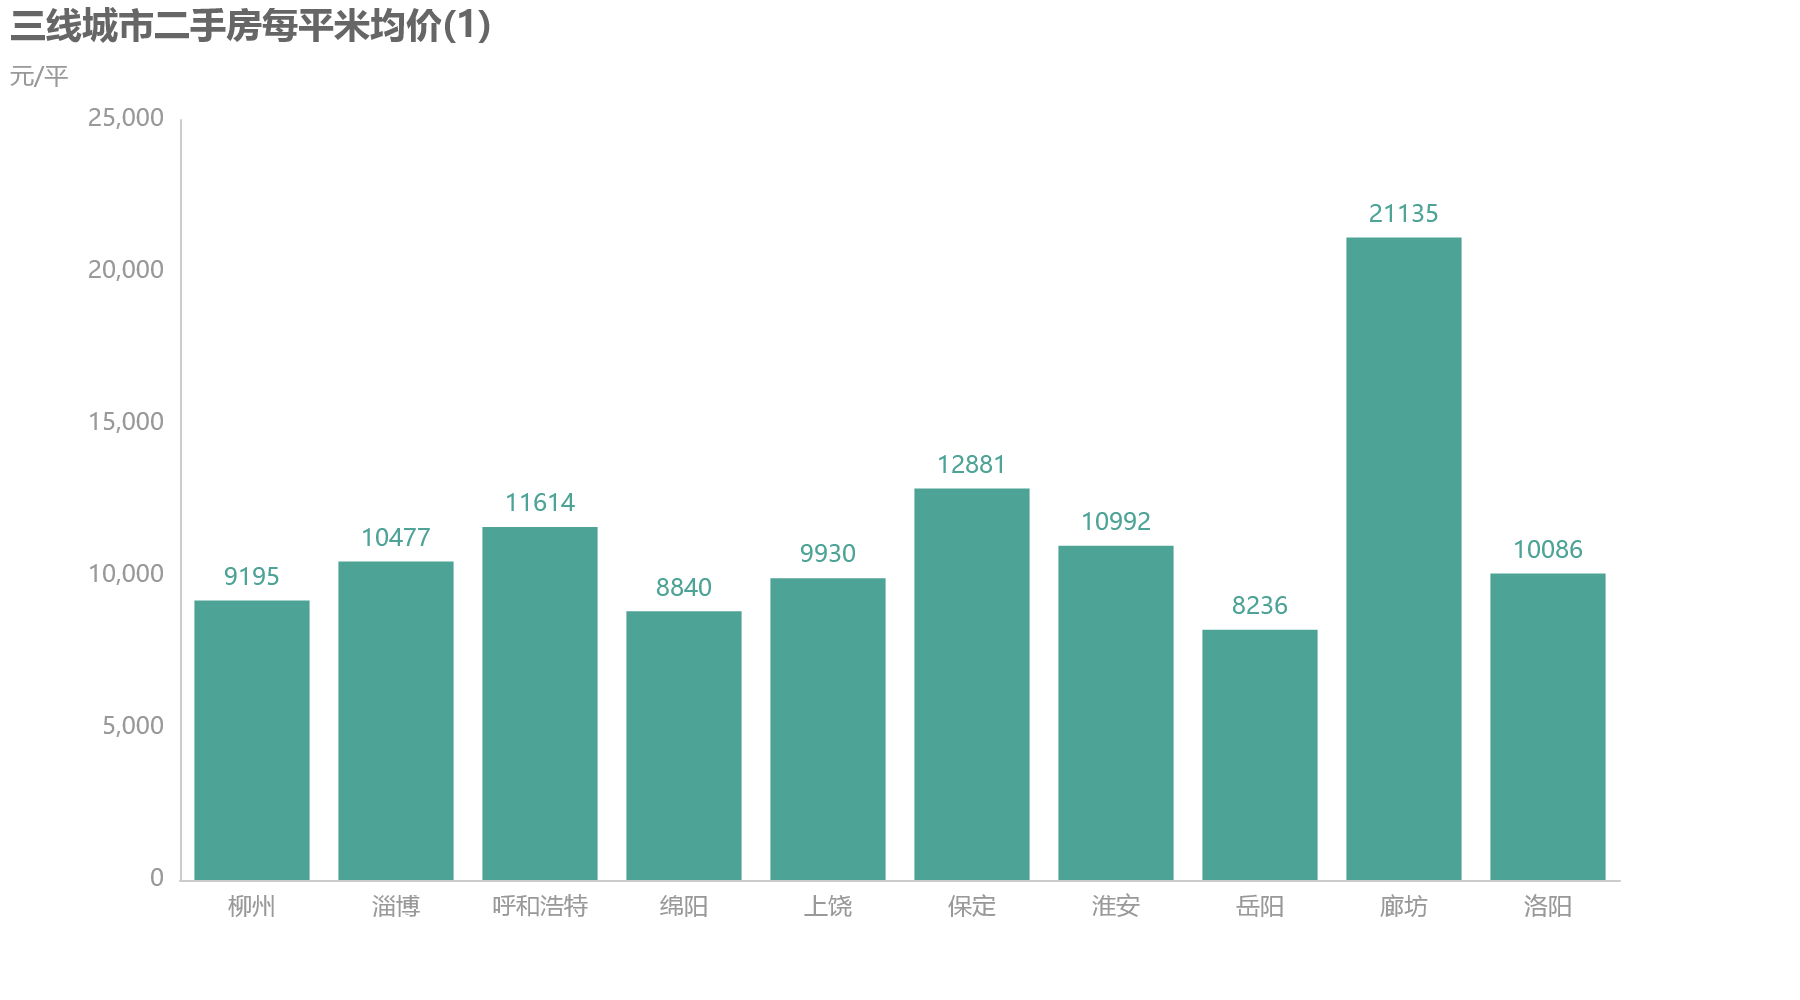 三线城市二手房每平米均价(1)
元/平
25,000
20,000
15,000
10,000
5,000
0
9195
10477
11614
8840
9930
12881
10992
8236
21135
10086
柳州
淄博
呼和浩特
绵阳
上饶
保定
淮安
岳阳
廊坊
洛阳